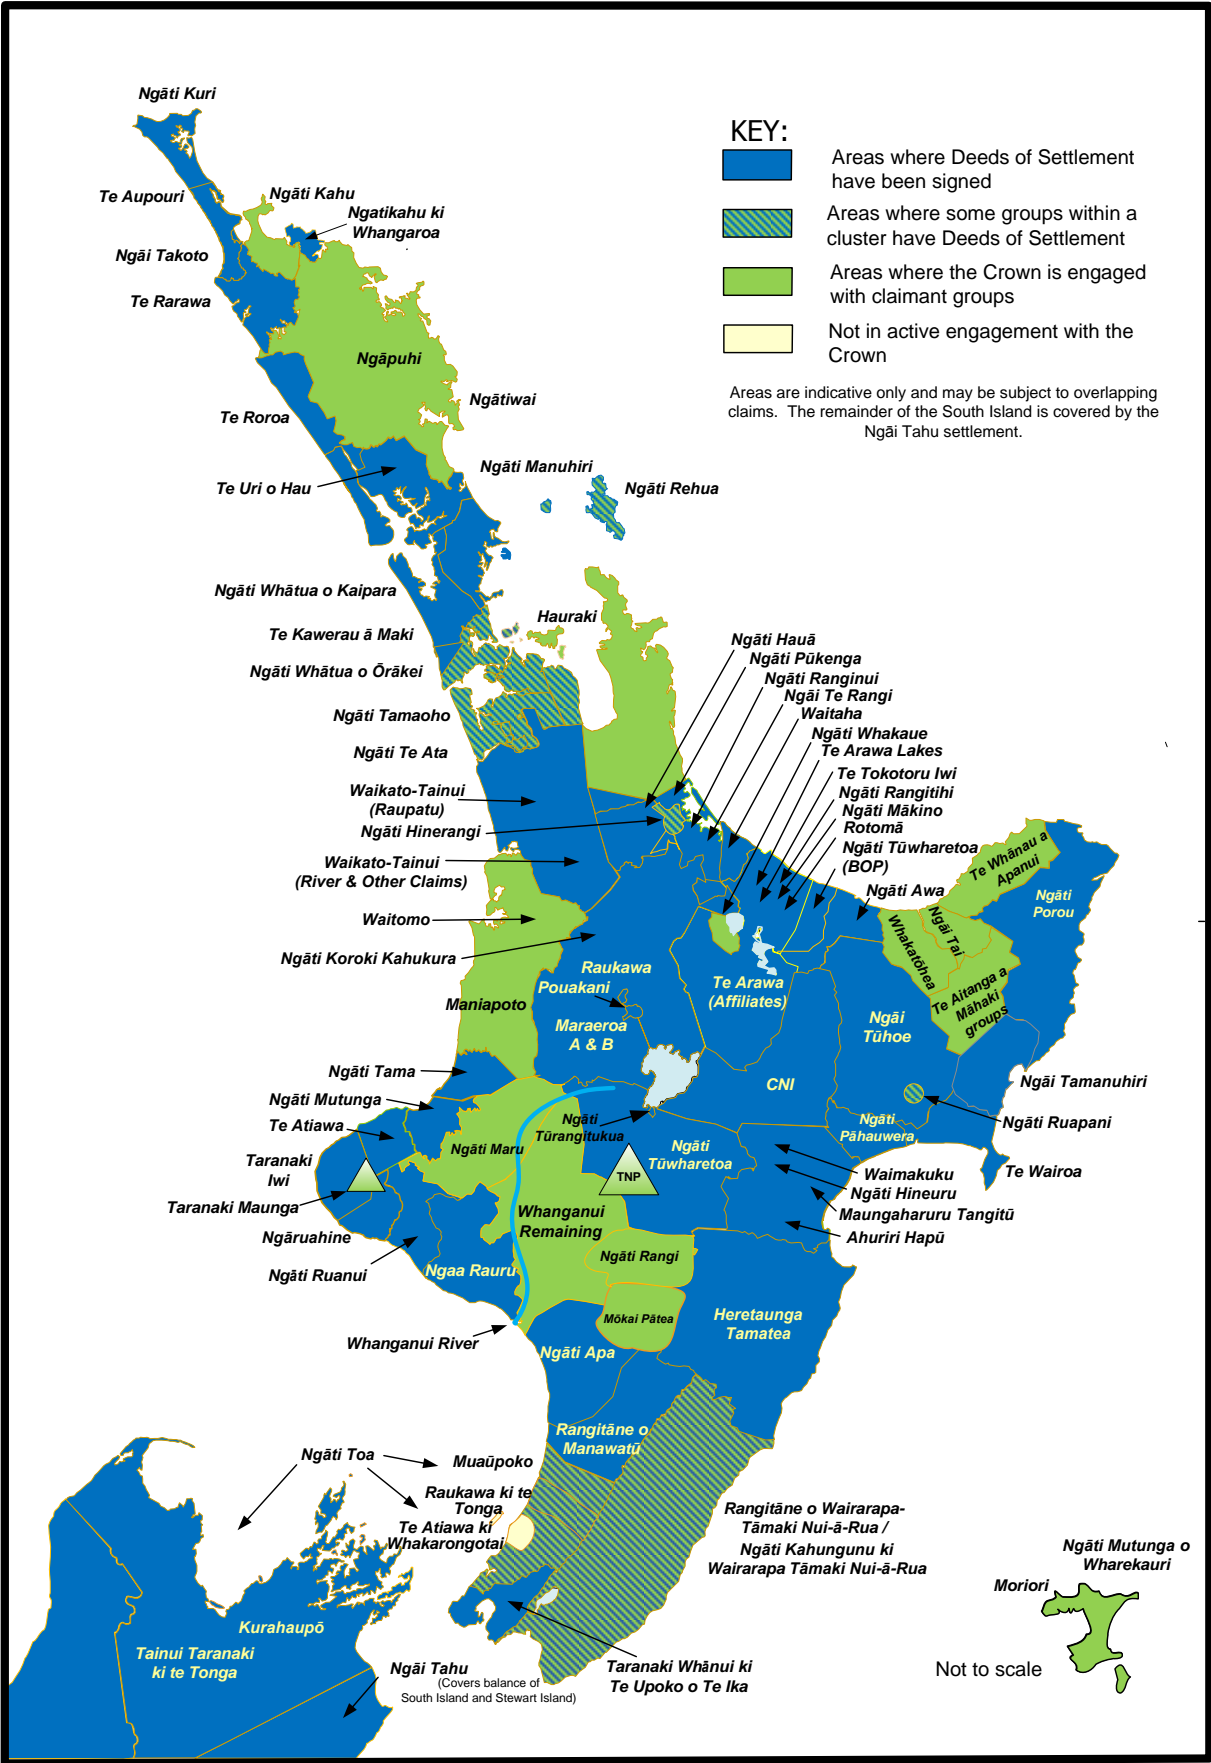 KEY:
Areas where Deeds of Settlement
have been signed
Areas where some groups within a
cluster have Deeds of Settlement
Areas where the Crown is engaged
with claimant groups
Not in active engagement with the
Crown
Areas are indicative only and may be subject to overlapping
claims. The remainder of the South Island is covered by the
Ngāi Tahu settlement.
Ngāti Kuri
Te Aupouri
Ngāti Kahu
Ngatikahu ki
Whangaroa
Ngāi Takoto
Te Rarawa
Ngāpuhi
Ngātiwai
Te Roroa
Ngāti Manuhiri
Te Uri o Hau
Ngāti Rehua
Ngāti Whātua o Kaipara
Hauraki
Te Kawerau ā Maki
Ngāti Whātua o Ōrākei
Ngāti Tamaoho
Ngāti Te Ata
Ngāti Hauā
Ngāti Pūkenga
Ngāti Ranginui
Ngāi Te Rangi
Waitaha
Ngāti Whakaue
Te Arawa Lakes
Te Tokotoru Iwi
Ngāti Rangitihi
Ngāti Mākino
Rotomā
Ngāti Tūwharetoa
(BOP)
Ngāti Awa
Waikato-Tainui
(Raupatu)
Ngāti Hinerangi
Waikato-Tainui
(River & Other Claims)
Waitomo
Ngāti Koroki Kahukura
Te Whānau a
Apanui
Ngāti
Porou
Ngāi Tai
Whakatōhea
Te Aitanga a
Māhaki
groups
Raukawa
Pouakani
Te Arawa
(Affiliates)
Maniapoto
Maraeroa
A & B
Ngāi
Tūhoe
CNI
Ngāti Tama
Ngāti Mutunga
Te Atiawa
Ngāi Tamanuhiri
Ngāti Ruapani
Ngāti
Pāhauwera
Ngāti
Tūrangitukua
Ngāti Maru
Ngāti
Tūwharetoa
TNP
Taranaki
Iwi
Taranaki Maunga
Te Wairoa
Waimakuku
Ngāti Hineuru
Maungaharuru Tangitū
Ahuriri Hapū
Whanganui
Remaining
Ngāruahine
Ngāti Ruanui
Ngaa Rauru
Ngāti Rangi
Mōkai Pātea
Heretaunga
Tamatea
Whanganui River
Ngāti Apa
Rangitāne o
Manawatū
Ngāti Toa
Muaūpoko
Raukawa ki te
Tonga
Te Atiawa ki
Whakarongotai
Rangitāne o Wairarapa-
Tāmaki Nui-ā-Rua /
Ngāti Kahungunu ki
Wairarapa Tāmaki Nui-ā-Rua
Ngāti Mutunga o
Wharekauri
Moriori
Not to scale
Kurahaupō
Tainui Taranaki
ki te Tonga
Ngāi Tahu
(Covers balance of
South Island and Stewart Island)
Taranaki Whānui ki
Te Upoko o Te Ika